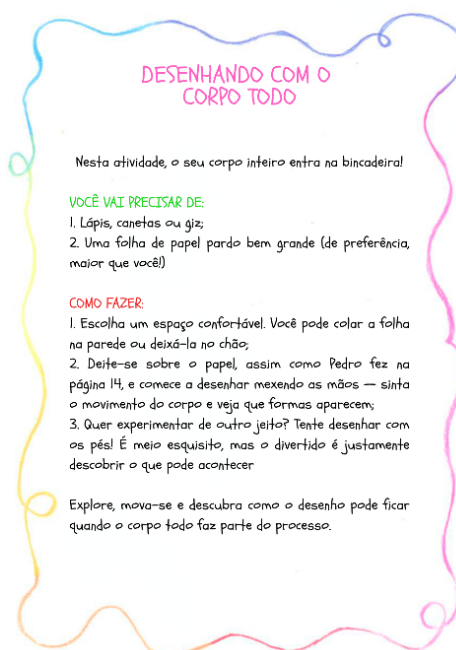 DESENHANDO COM O
CORPO TODO
Nesta atividade, o seu corpo inteiro entra na bincadeira!
VOCÊ VAI PRECISAR DE:
1. Lápis, canetas ou giz;
2. Uma folha de papel pardo bem grande (de preferência,
maior que você!)
COMO FAZER:
1. Escolha um espaço confortável. Você pode colar a folha
na parede ou deixá-la no chão;
2. Deite-se sobre o papel, assim como Pedro fez na
página 14, e comece a desenhar mexendo as mãos — sinta
o movimento do corpo e veja que formas aparecem;
3. Quer experimentar de outro jeito? Tente desenhar com
os pés! É meio esquisito, mas o divertido é justamente
descobrir o que pode acontecer
Explore, mova-se e descubra como o desenho pode ficar
quando o corpo todo faz parte do processo.